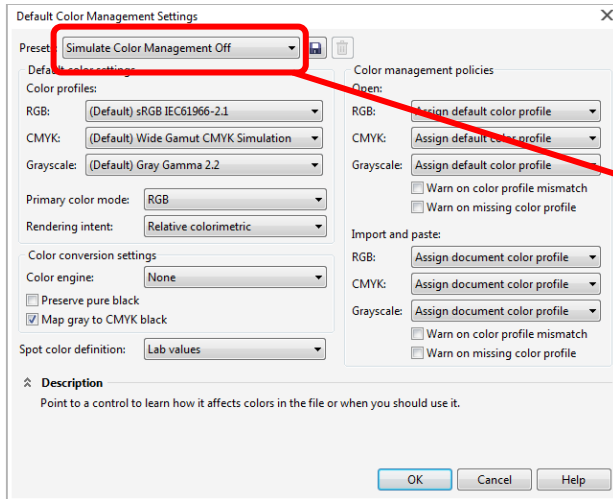 Default Color Management Settings
Preset: Simulate Color Management Off
Default color settings
Color profiles:
RGB: (Default) sRGB IEC61966-2.1
CMYK: (Default) Wide Gamut CMYK Simulation
Grayscale: (Default) Gray Gamma 2.2
Primary color mode: RGB
Rendering intent: Relative colorimetric
Color conversion settings
Color engine: None
Preserve pure black
Map gray to CMYK black
Spot color definition: Lab values
Color management policies
Open:
RGB: Assign default color profile
CMYK: Assign default color profile
Grayscale: Assign default color profile
Warn on color profile mismatch
Warn on missing color profile
Import and paste:
RGB: Assign document color profile
CMYK: Assign document color profile
Grayscale: Assign document color profile
Warn on color profile mismatch
Warn on missing color profile
Description
Point to a control to learn how it affects colors in the file or when you should use it.
OK Cancel Help